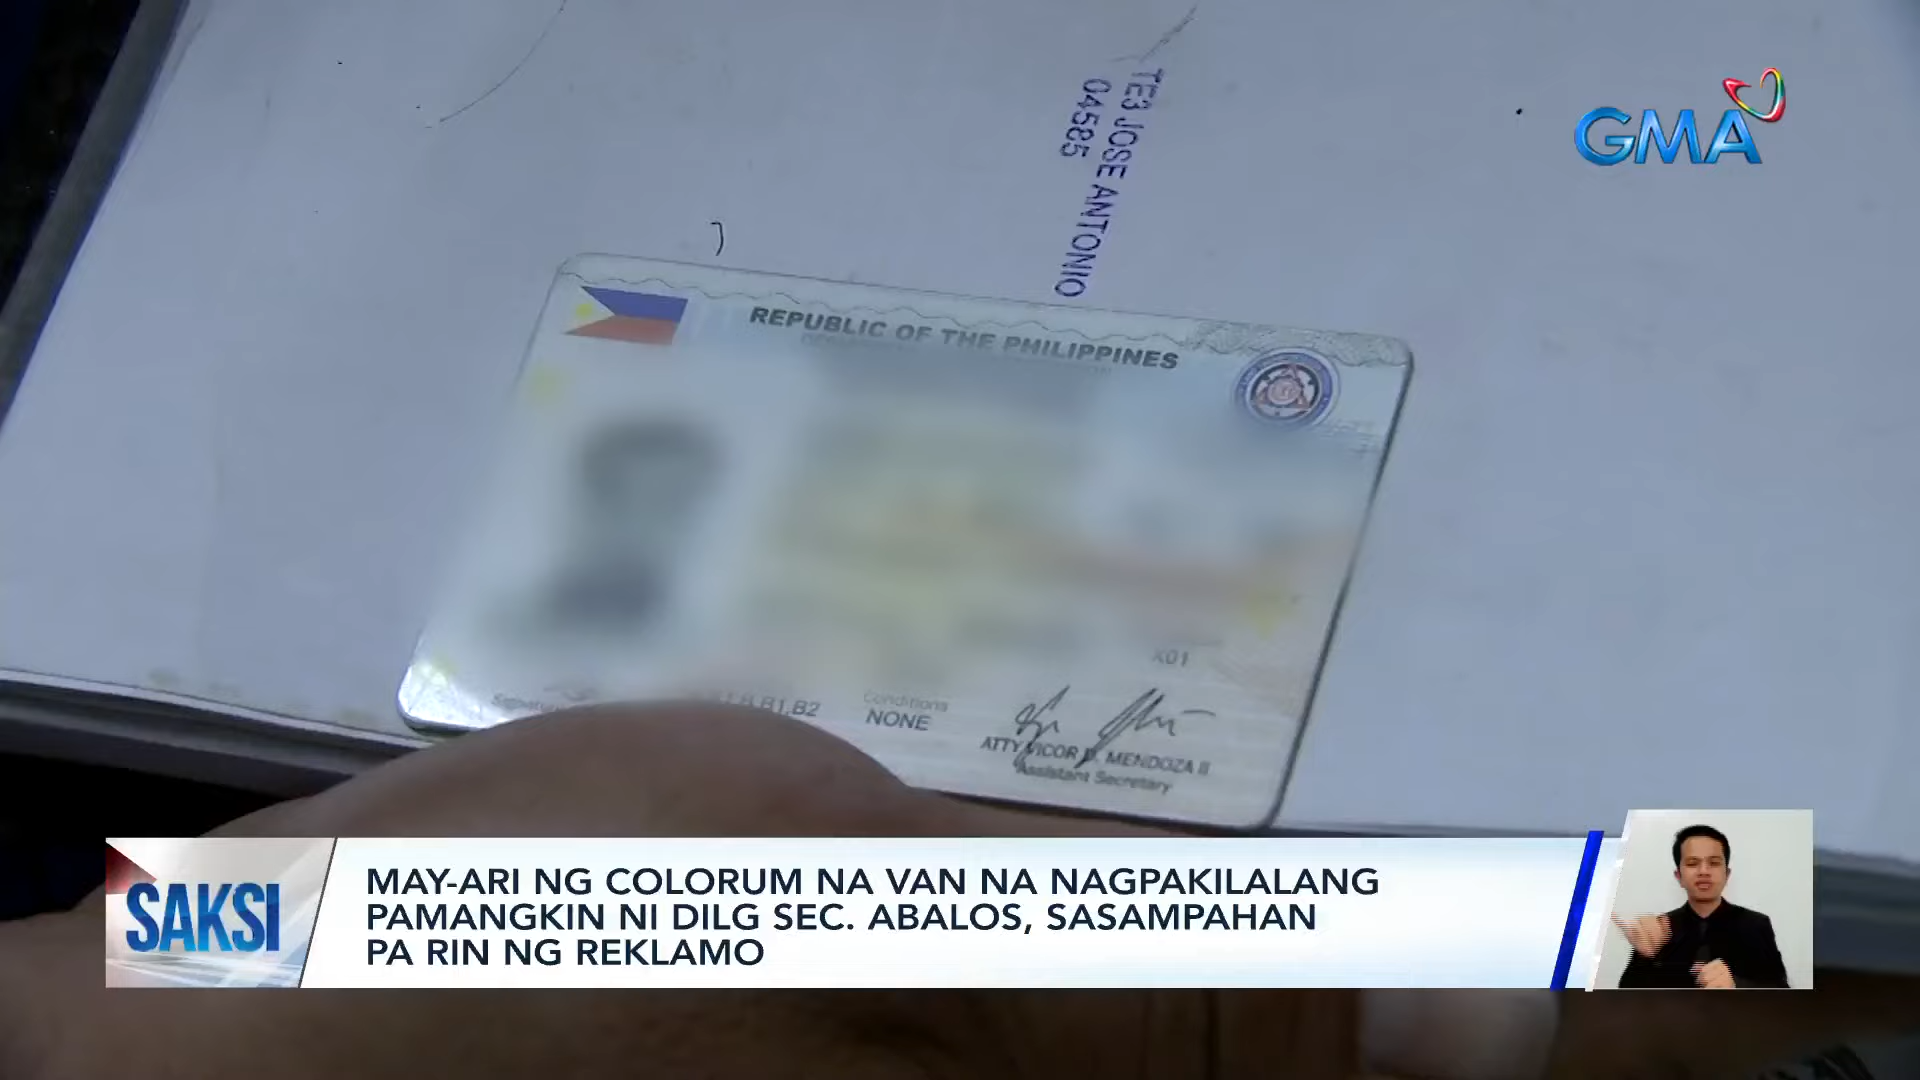 GMA
TE3 JOSE ANTONIO
04585
REPUBLIC OF THE PHILIPPINES
X01
B1,B2
Conditions
NONE
ATTY VICOR D. MENDOZA II
Assistant Secretary
SAKSI
MAY-ARI NG COLORUM NA VAN NA NAGPAKILALANG
PAMANGKIN NI DILG SEC. ABALOS, SASAMPAHAN
PA RIN NG REKLAMO